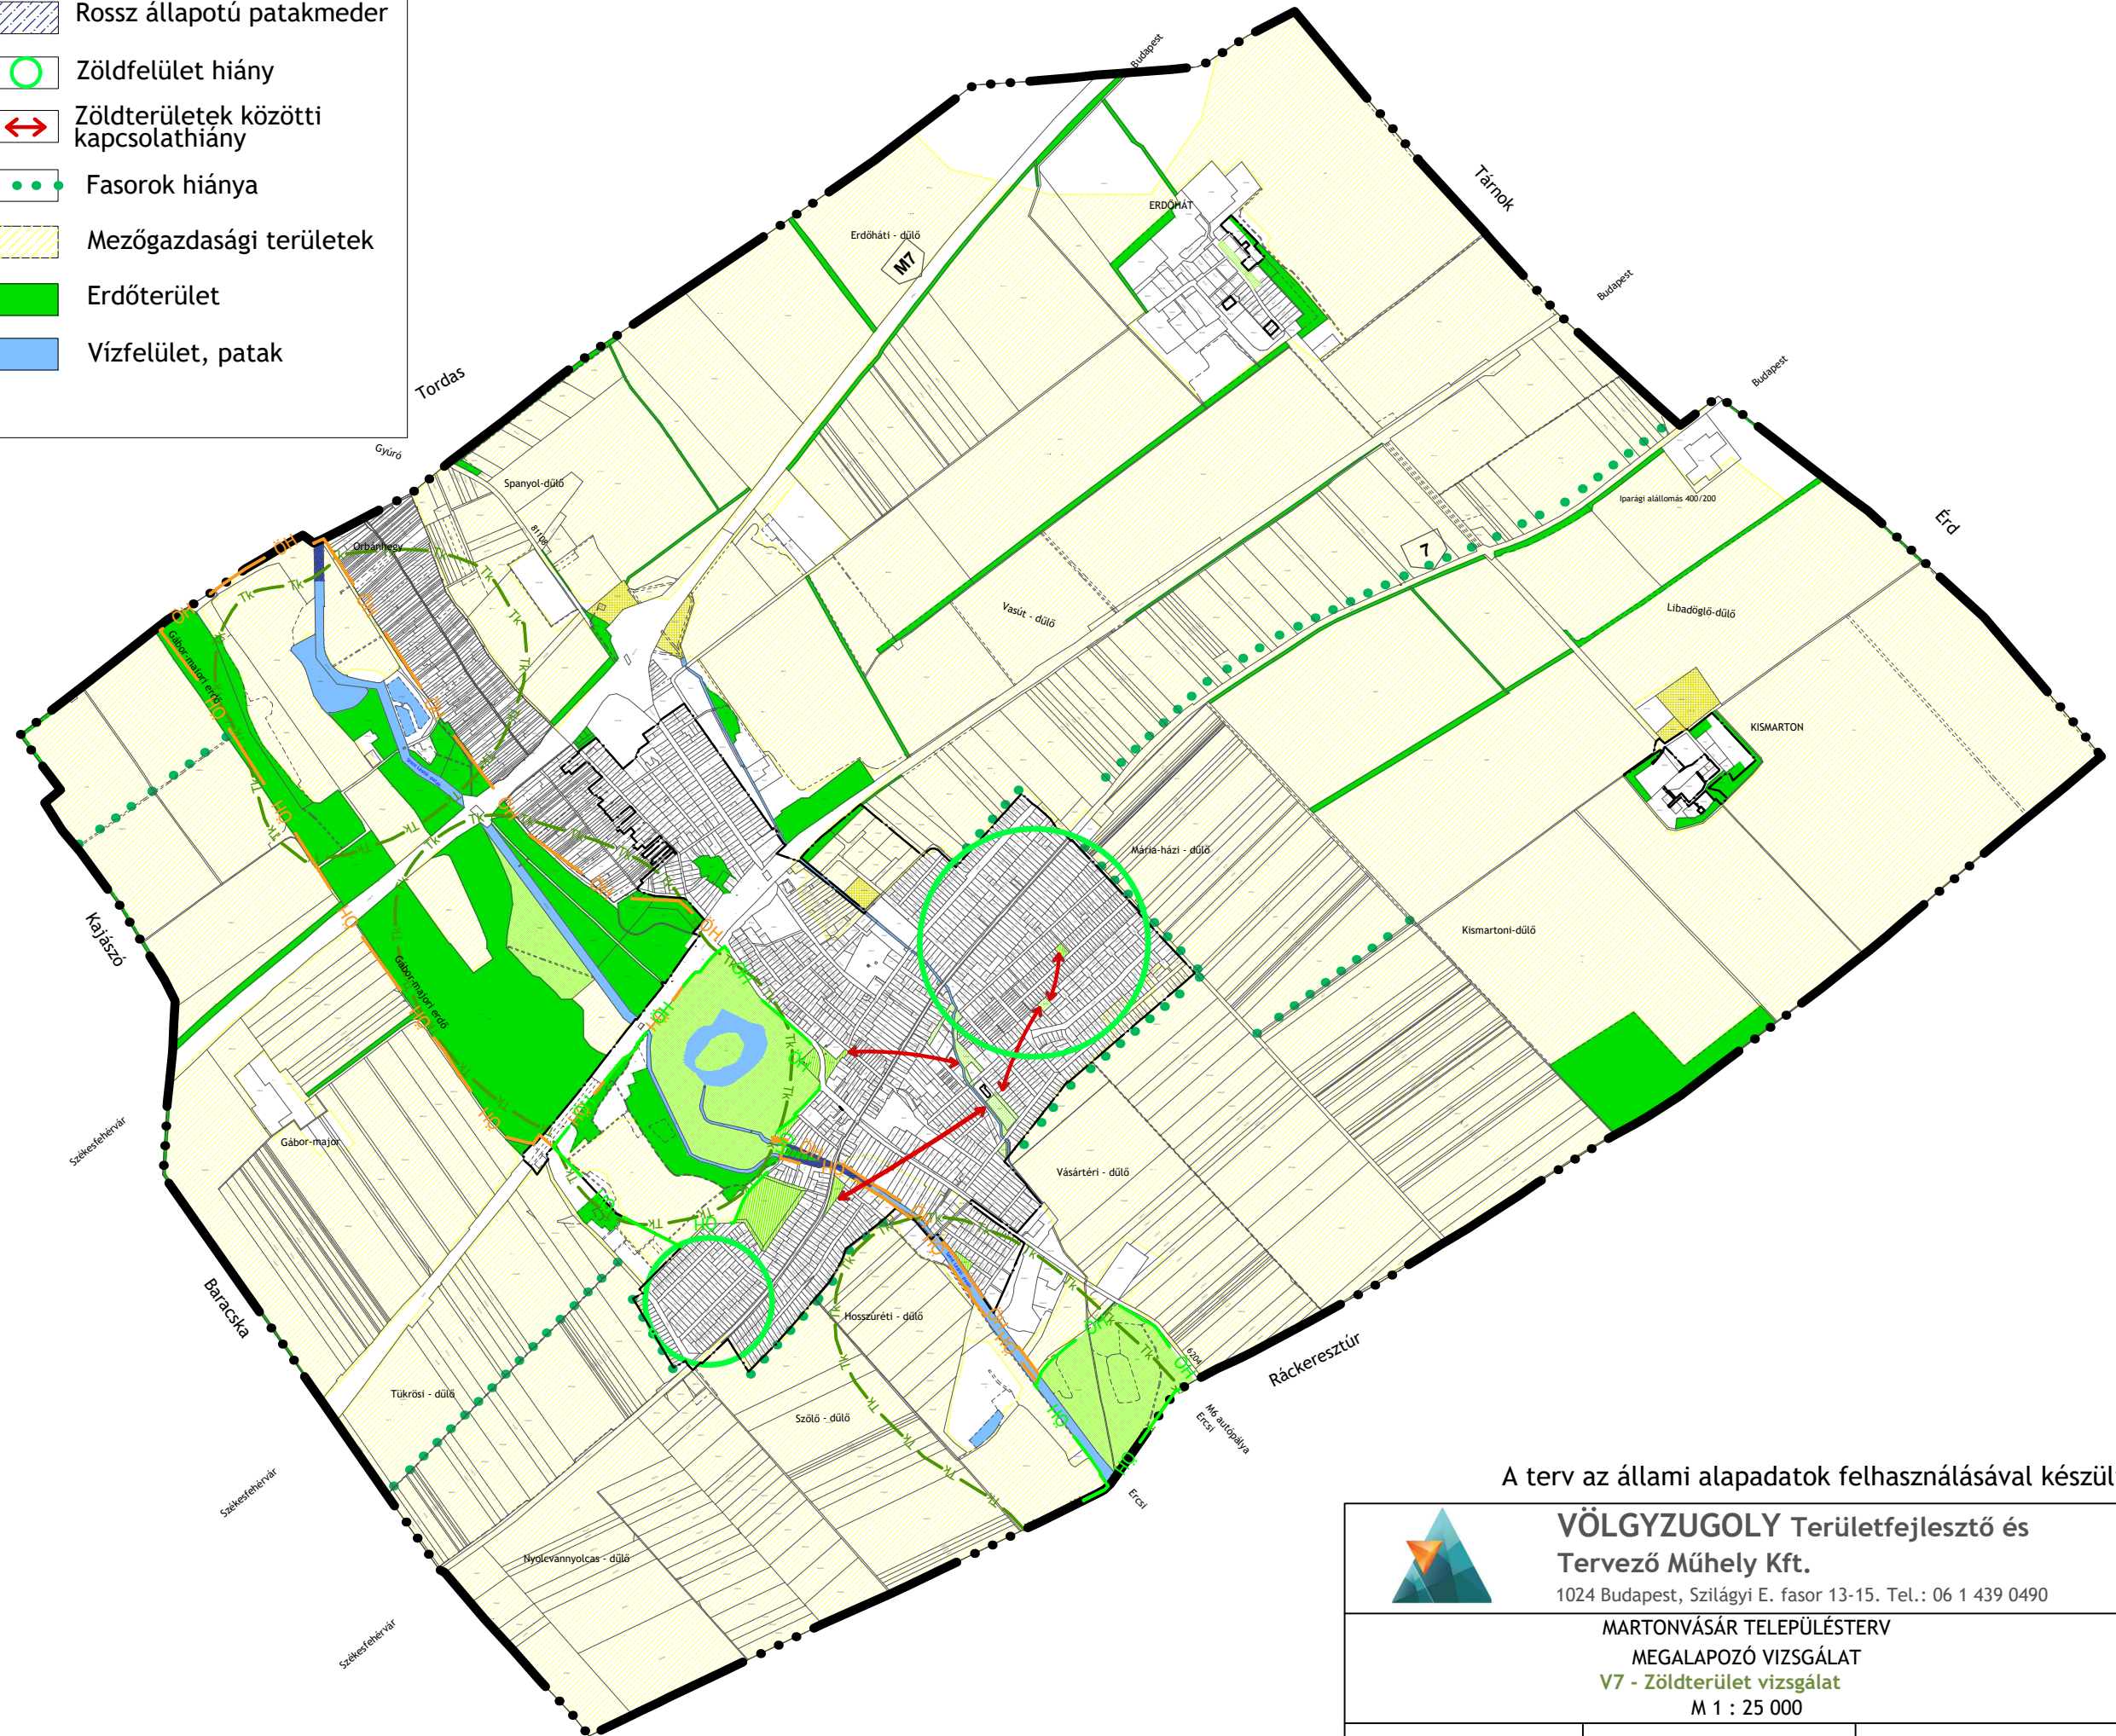 Rossz állapotú patakmeder
Zöldfelület hiány
Zöldterületek közötti
kapcsolathiány
Fasorok hiánya
Mezőgazdasági területek
Erdőterület
Vízfelület, patak
Budapest
Tárnok
ERDŐHÁT
Erdőháti - dűlő
M7
Budapest
Tordas
Budapest
Gyúró
Spanyol-dűlő
81108
Iparági alállomás 400/200
Érd
Orbánhegy
7
Vasút - dűlő
Libadöglő-dűlő
Gábor-majori erdő
KISMARTON
Mária-házi - dűlő
Kajászó
Kismartoni-dűlő
Gábor-majori erdő
Székesfehérvár
Gábor-major
Vásártéri - dűlő
Baracska
Hosszúréti - dűlő
Ráckeresztúr
6204
Tükrösi - dűlő
Szőlő - dűlő
M6 autópálya
Ercsi
Székesfehérvár
Ercsi
Nyolcvannyolcas - dűlő
Székesfehérvár
ÖH
Tk
A terv az állami alapadatok felhasználásával készül
VÖLGYZUGOLY Területfejlesztő és
Tervező Műhely Kft.
1024 Budapest, Szilágyi E. fasor 13-15. Tel.: 06 1 439 0490
MARTONVÁSÁR TELEPÜLÉSTERV
MEGALAPOZÓ VIZSGÁLAT
V7 - Zöldterület vizsgálat
M 1 : 25 000